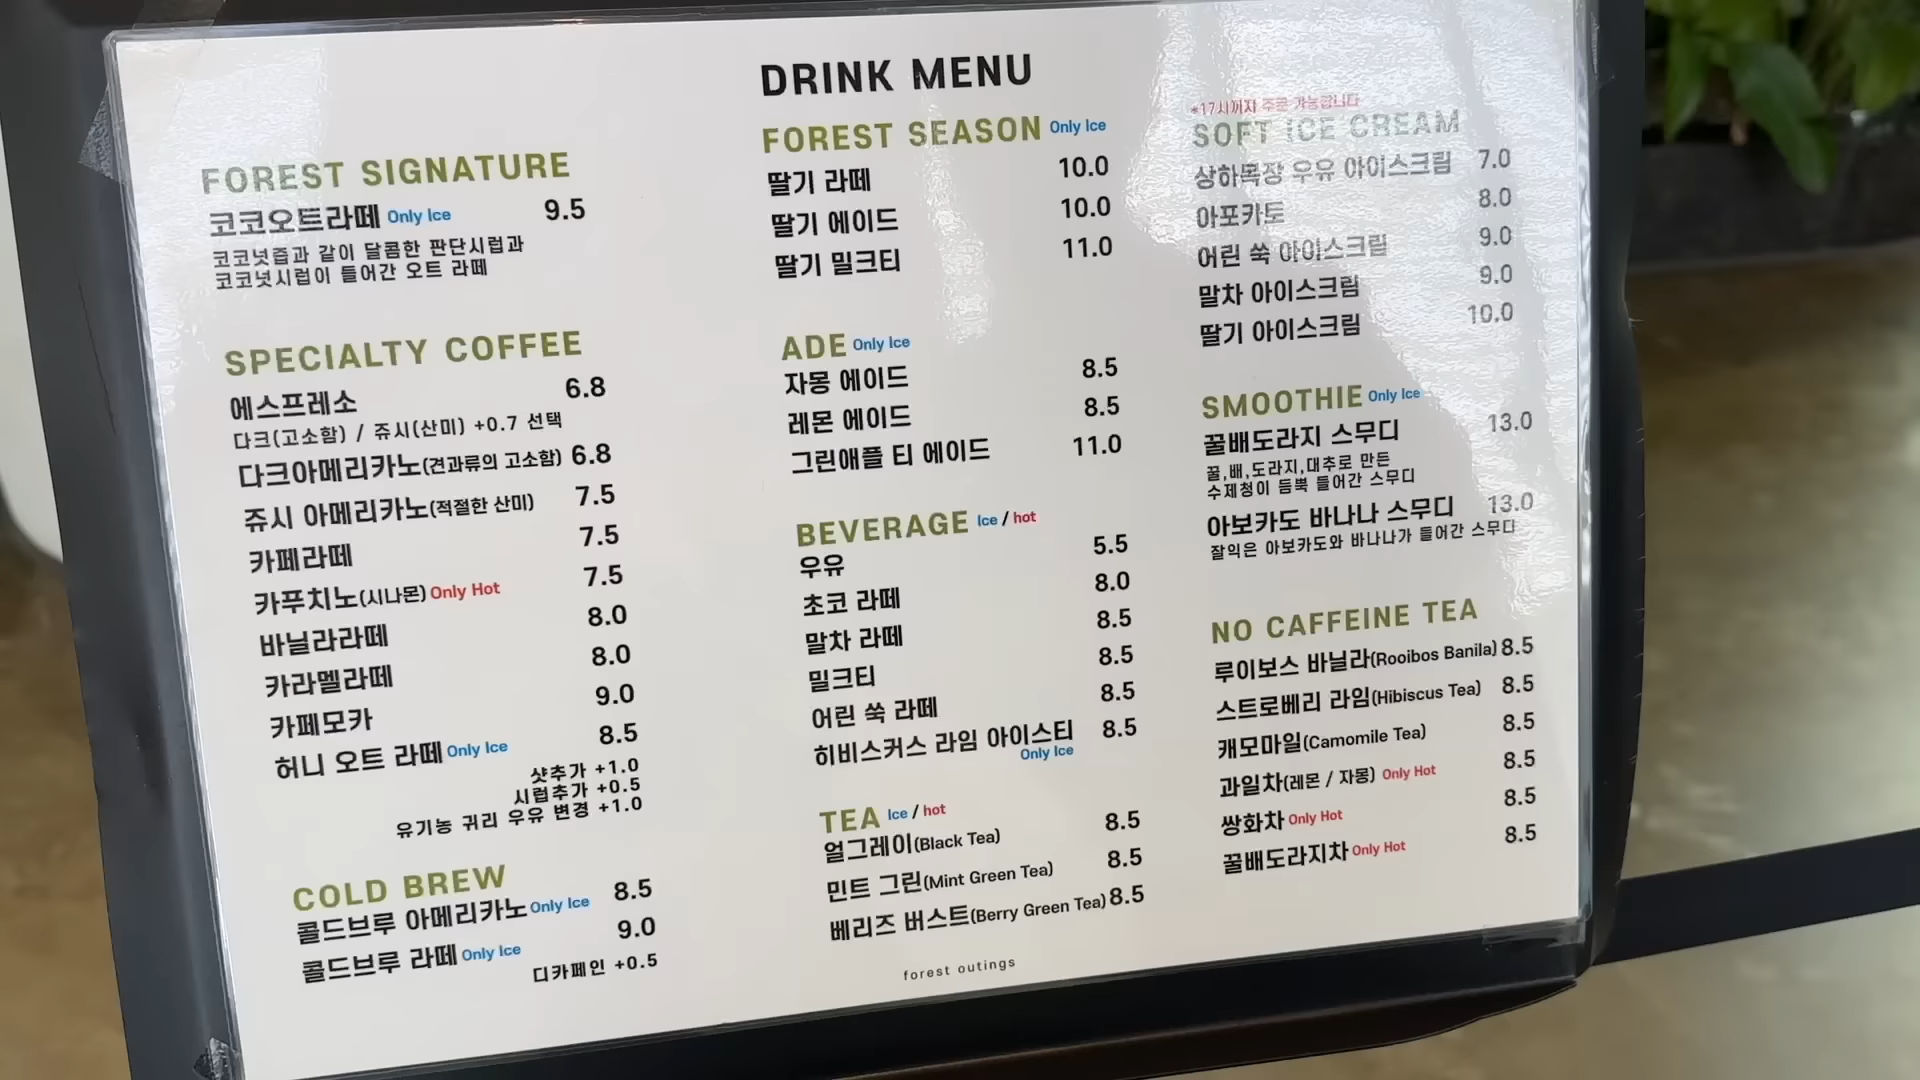 DRINK MENU
FOREST SIGNATURE
코코오트라떼 Only Ice 9.5
코코넛즙과 같이 달콤한 판단시럽과
코코넛시럽이 들어간 오트 라떼
SPECIALTY COFFEE
에스프레소 6.8
다크(고소함) / 쥬시(산미) +0.7 선택
다크아메리카노(견과류의 고소함) 6.8
쥬시 아메리카노(적절한 산미) 7.5
카페라떼 7.5
카푸치노(시나몬) Only Hot 7.5
바닐라라떼 8.0
카라멜라떼 8.0
카페모카 9.0
허니 오트 라떼 Only Ice 8.5
샷추가 +1.0
시럽추가 +0.5
유기농 귀리 우유 변경 +1.0
COLD BREW
콜드브루 아메리카노 Only Ice 8.5
콜드브루 라떼 Only Ice 9.0
디카페인 +0.5
FOREST SEASON Only Ice
딸기 라떼 10.0
딸기 에이드 10.0
딸기 밀크티 11.0
ADE Only Ice
자몽 에이드 8.5
레몬 에이드 8.5
그린애플 티 에이드 11.0
BEVERAGE Ice / hot
우유 5.5
초코 라떼 8.0
말차 라떼 8.5
밀크티 8.5
어린 쑥 라떼 8.5
히비스커스 라임 아이스티 8.5
Only Ice
TEA Ice / hot
얼그레이(Black Tea) 8.5
민트 그린(Mint Green Tea) 8.5
베리즈 버스트(Berry Green Tea) 8.5
forest outings
*17시까지 주문 가능합니다
SOFT ICE CREAM
상하목장 우유 아이스크림 7.0
아포카토 8.0
어린 쑥 아이스크림 9.0
말차 아이스크림 9.0
딸기 아이스크림 10.0
SMOOTHIE Only Ice
꿀배도라지 스무디 13.0
꿀,배,도라지,대추로 만든
수제청이 듬뿍 들어간 스무디
아보카도 바나나 스무디 13.0
잘익은 아보카도와 바나나가 들어간 스무디
NO CAFFEINE TEA
루이보스 바닐라(Rooibos Banila) 8.5
스트로베리 라임(Hibiscus Tea) 8.5
캐모마일(Camomile Tea) 8.5
과일차(레몬 / 자몽) Only Hot 8.5
쌍화차 Only Hot 8.5
꿀배도라지차 Only Hot 8.5